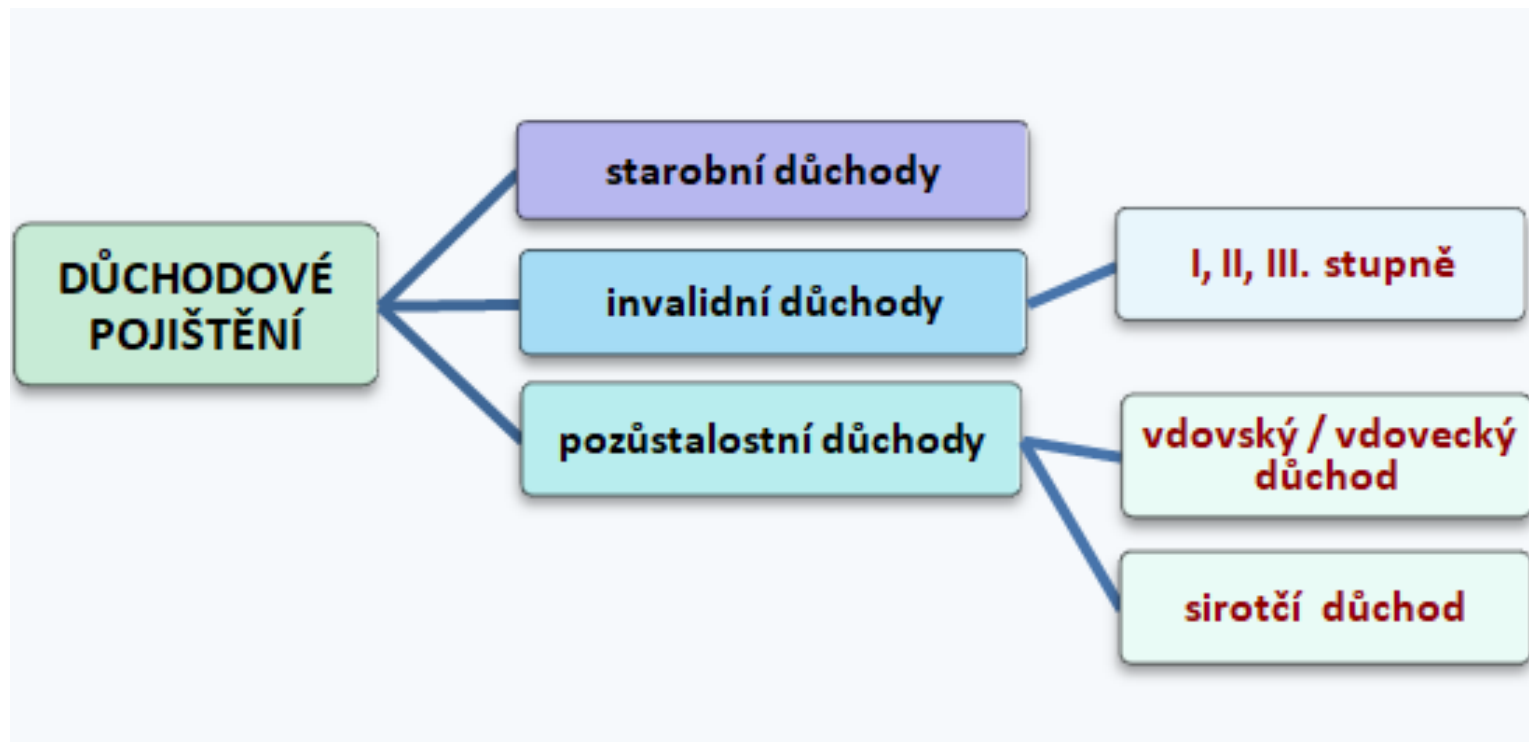 DŮCHODOVÉ
POJIŠTĚNÍ
starobní důchody
invalidní důchody
pozůstalostní důchody
I, II, III. stupně
vdovský / vdovecký
důchod
sirotčí důchod